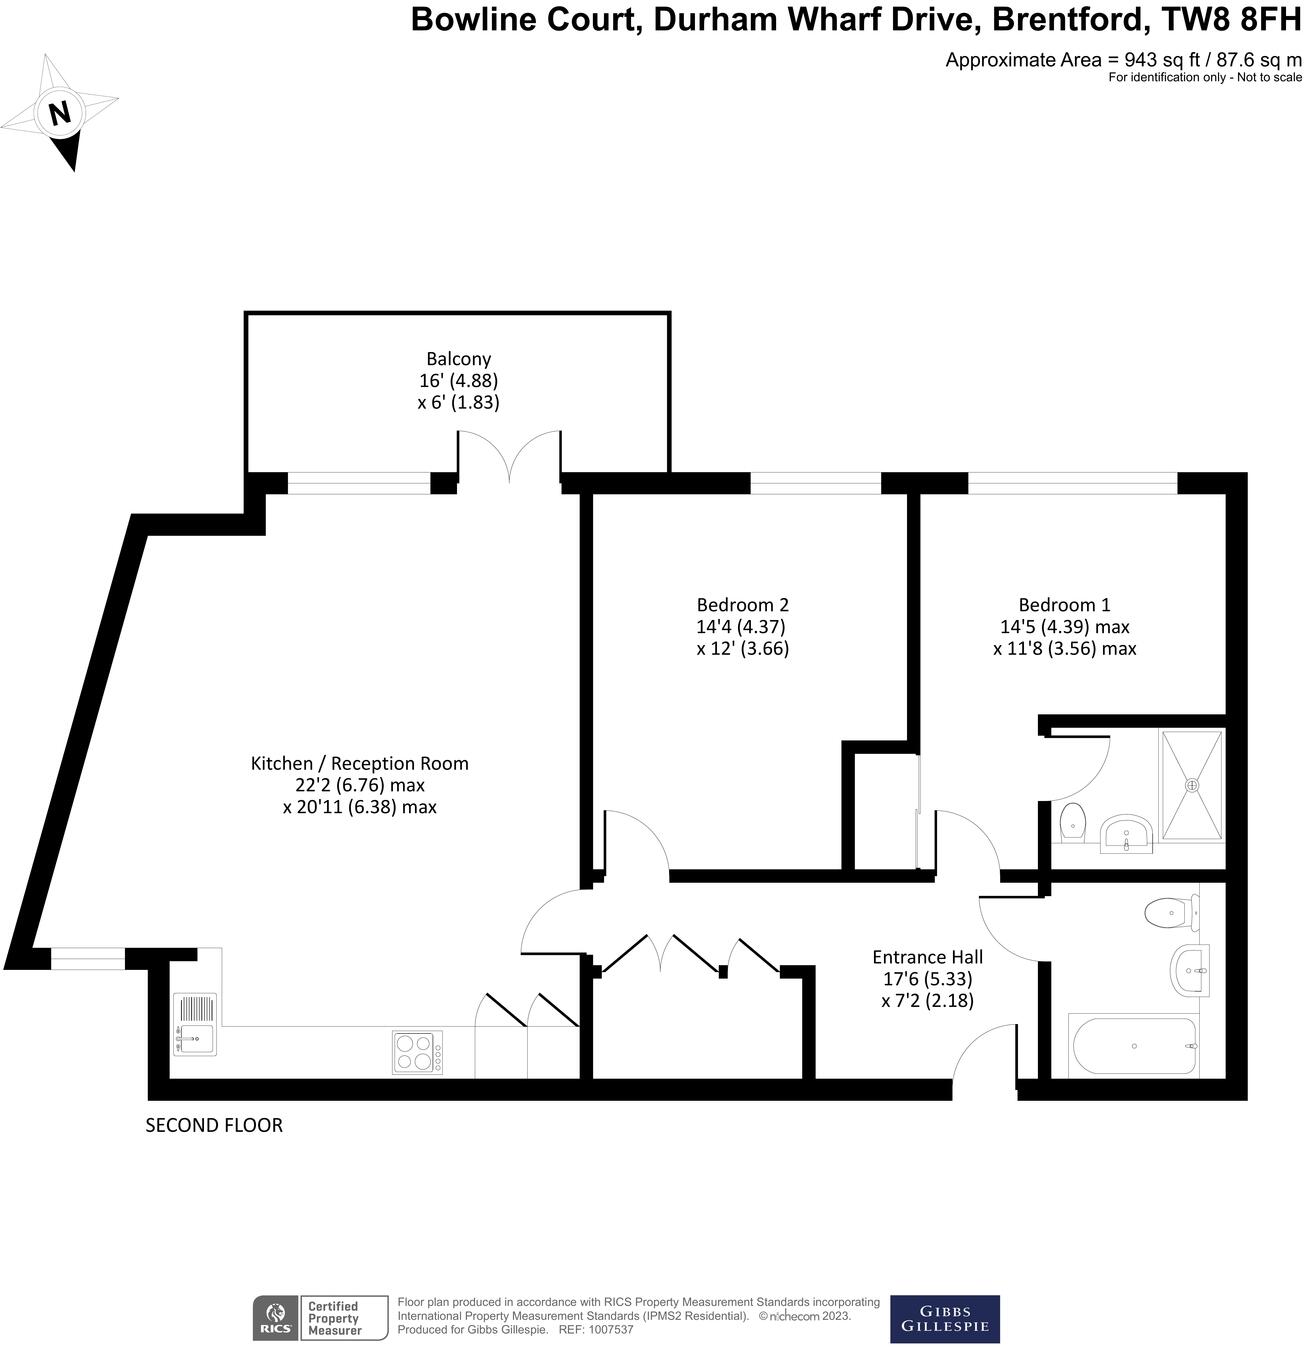 Bowline Court, Durham Wharf Drive, Brentford, TW8 8FH
Approximate Area = 943 sq ft / 87.6 sq m
For identification only - Not to scale
N
Balcony
16' (4.88)
x 6' (1.83)
Bedroom 2
14'4 (4.37)
x 12' (3.66)
Bedroom 1
14'5 (4.39) max
x 11'8 (3.56) max
Kitchen / Reception Room
22'2 (6.76) max
x 20'11 (6.38) max
Entrance Hall
17'6 (5.33)
x 7'2 (2.18)
SECOND FLOOR
RICS
Certified
Property
Measurer
Floor plan produced in accordance with RICS Property Measurement Standards incorporating
International Property Measurement Standards (IPMS2 Residential). © nichecom 2023.
Produced for Gibbs Gillespie. REF: 1007537
GIBBS
GILLESPIE